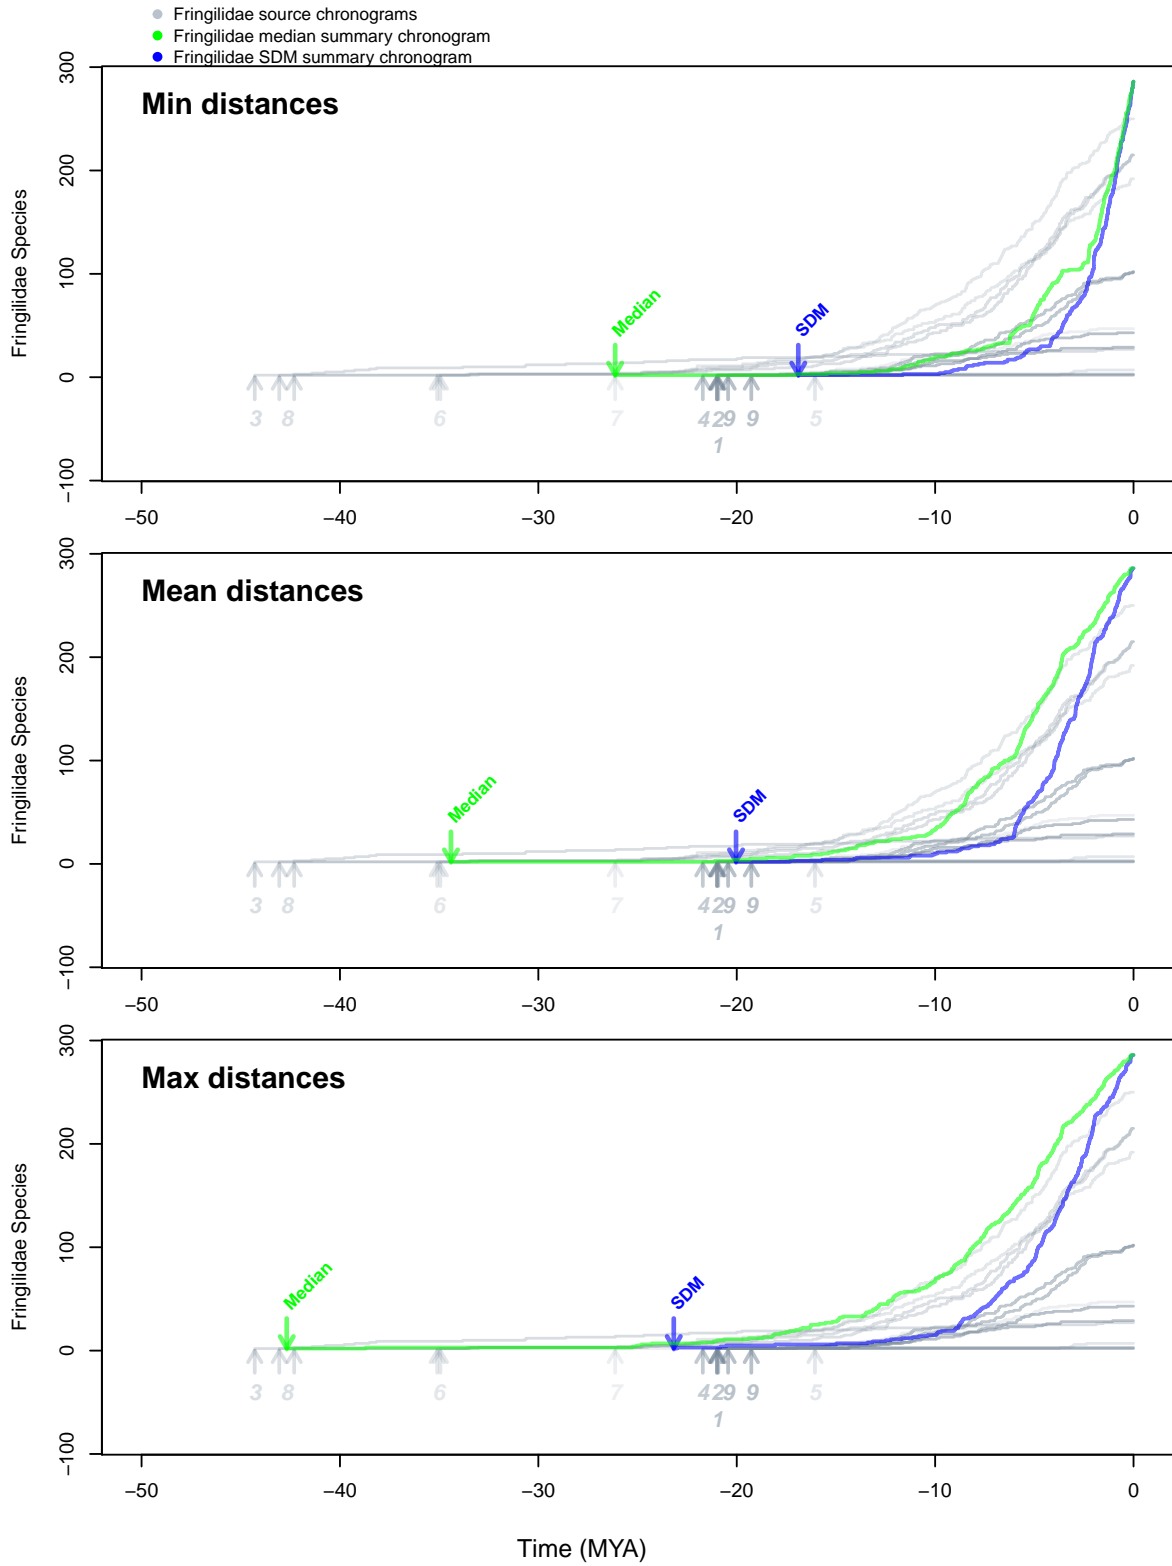 Fringilidae source chronograms
Fringilidae median summary chronogram
Fringilidae SDM summary chronogram
Min distances
Fringilidae Species
300
200
100
0
−100
Median
SDM
3 8 6 7 4 2 9 9 5
1
−50 −40 −30 −20 −10 0
Mean distances
Fringilidae Species
300
200
100
0
−100
Median
SDM
3 8 6 7 4 2 9 9 5
1
−50 −40 −30 −20 −10 0
Max distances
Fringilidae Species
300
200
100
0
−100
Median
SDM
3 8 6 7 4 2 9 9 5
1
−50 −40 −30 −20 −10 0
Time (MYA)